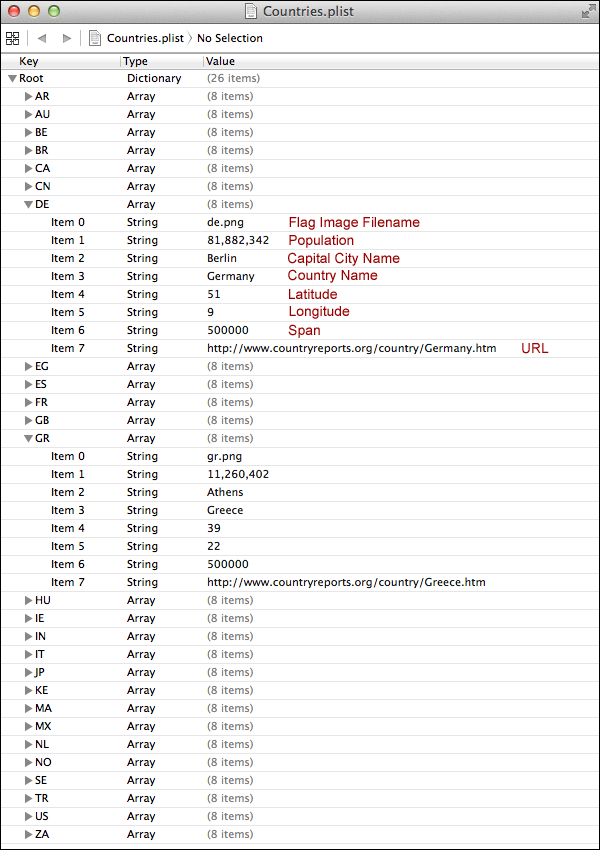 Countries.plist
Countries.plist › No Selection
Key Type Value
Root Dictionary (26 items)
AR Array (8 items)
AU Array (8 items)
BE Array (8 items)
BR Array (8 items)
CA Array (8 items)
CN Array (8 items)
DE Array (8 items)
Item 0 String de.png Flag Image Filename
Item 1 String 81,882,342 Population
Item 2 String Berlin Capital City Name
Item 3 String Germany Country Name
Item 4 String 51 Latitude
Item 5 String 9 Longitude
Item 6 String 500000 Span
Item 7 String http://www.countryreports.org/country/Germany.htm URL
EG Array (8 items)
ES Array (8 items)
FR Array (8 items)
GB Array (8 items)
GR Array (8 items)
Item 0 String gr.png
Item 1 String 11,260,402
Item 2 String Athens
Item 3 String Greece
Item 4 String 39
Item 5 String 22
Item 6 String 500000
Item 7 String http://www.countryreports.org/country/Greece.htm
HU Array (8 items)
IE Array (8 items)
IN Array (8 items)
IT Array (8 items)
JP Array (8 items)
KE Array (8 items)
MA Array (8 items)
MX Array (8 items)
NL Array (8 items)
NO Array (8 items)
SE Array (8 items)
TR Array (8 items)
US Array (8 items)
ZA Array (8 items)